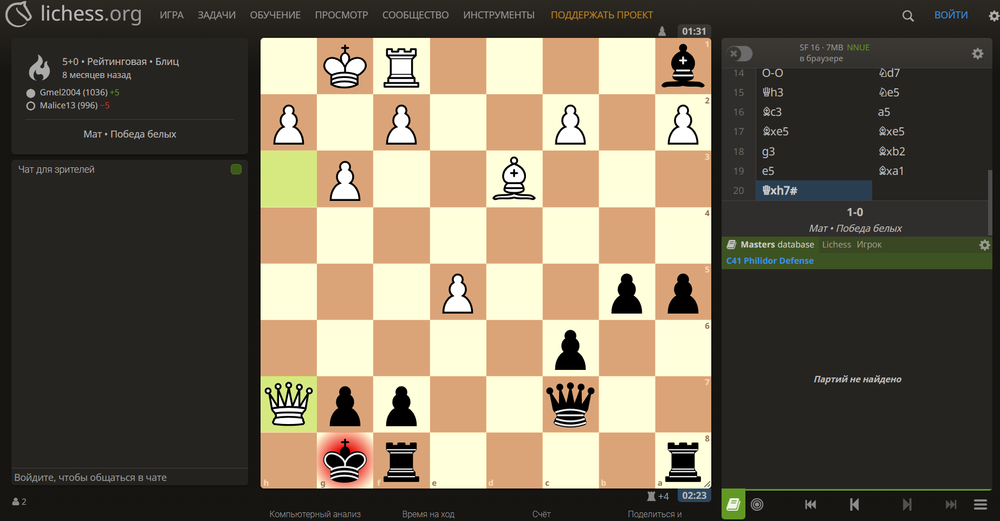 lichess.org
ИГРА ЗАДАЧИ ОБУЧЕНИЕ ПРОСМОТР СООБЩЕСТВО ИНСТРУМЕНТЫ ПОДДЕРЖАТЬ ПРОЕКТ ВОЙТИ
5+0 • Рейтинговая • Блиц
8 месяцев назад
Gmel2004 (1036) +5
Malice13 (996) −5
Мат • Победа белых
Чат для зрителей
Войдите, чтобы общаться в чате
2
01:31
1
2
3
4
5
6
7
8
h g f e d c b a
+4 02:23
Компьютерный анализ Время на ход Счёт Поделиться и
SF 16 · 7MB NNUE
в браузере
14 O-O ♘d7
15 ♕h3 ♘e5
16 ♗c3 a5
17 ♗xe5 ♗xe5
18 g3 ♗xb2
19 e5 ♗xa1
20 ♕xh7#
1-0
Мат • Победа белых
Masters database Lichess Игрок
C41 Philidor Defense
Партий не найдено